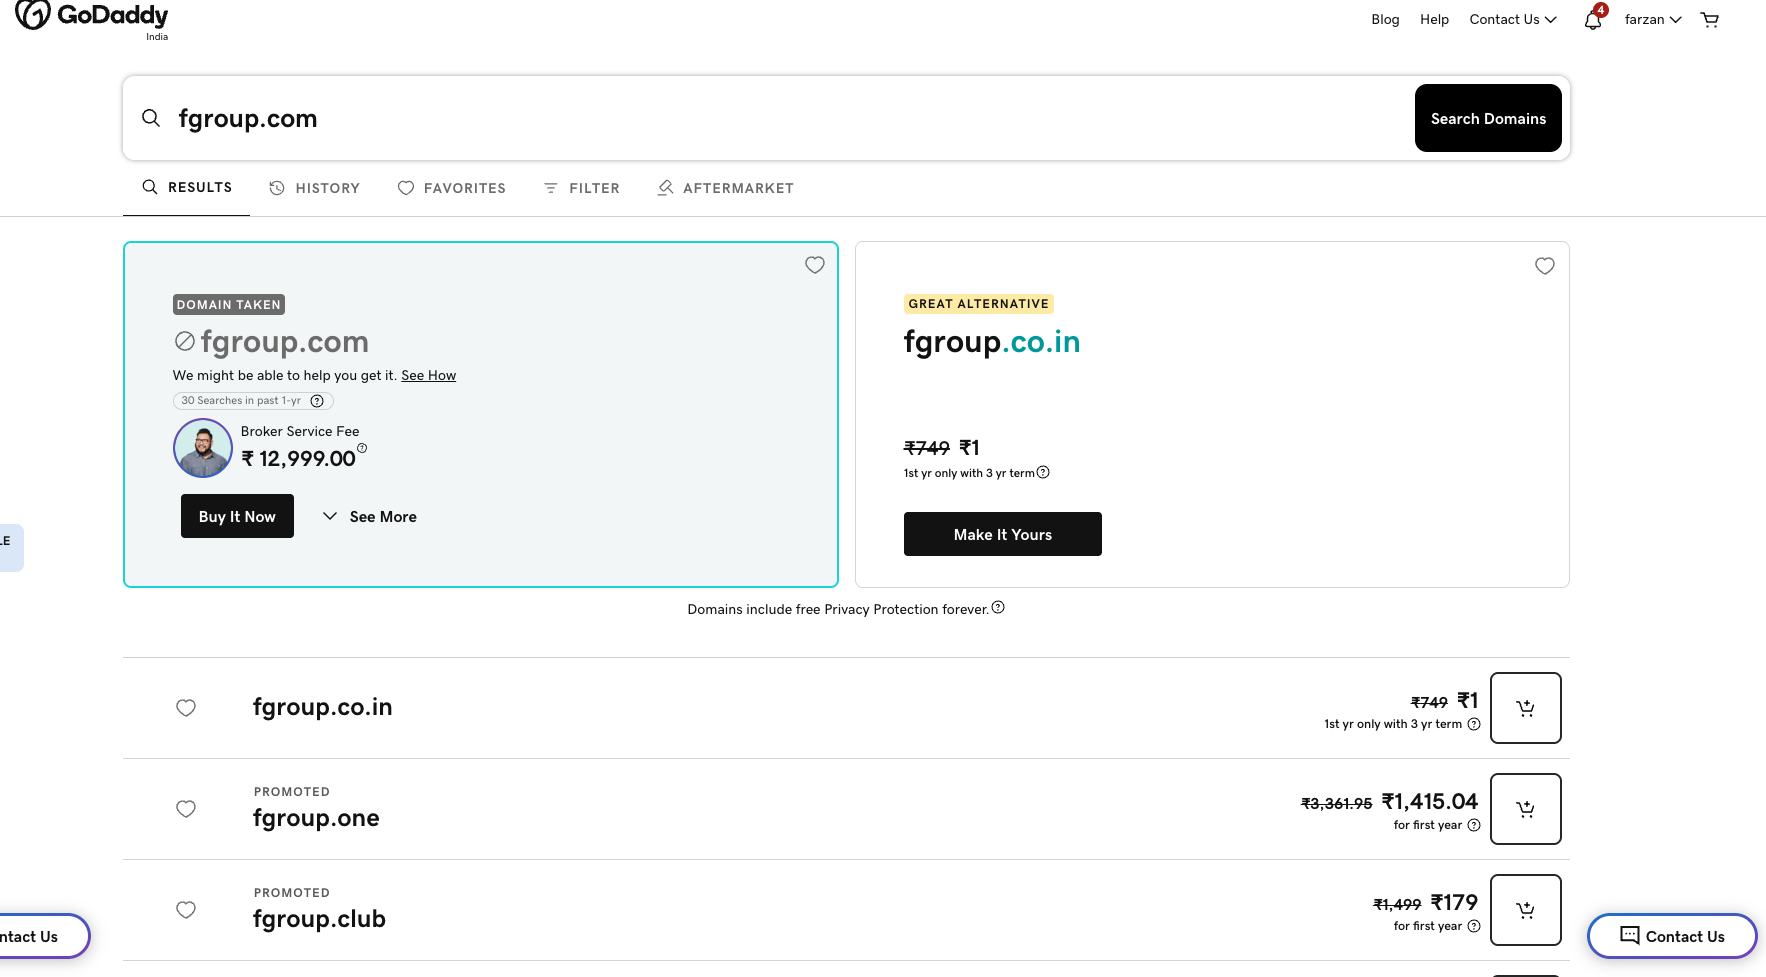 GoDaddy
India
Blog
Help
Contact Us
4
farzan
fgroup.com
Search Domains
RESULTS
HISTORY
FAVORITES
FILTER
AFTERMARKET
DOMAIN TAKEN
fgroup.com
We might be able to help you get it. See How
30 Searches in past 1-yr
Broker Service Fee
₹ 12,999.00
Buy It Now
See More
GREAT ALTERNATIVE
fgroup.co.in
₹749 ₹1
1st yr only with 3 yr term
Make It Yours
LE
Domains include free Privacy Protection forever.
fgroup.co.in
₹749 ₹1
1st yr only with 3 yr term
PROMOTED
fgroup.one
₹3,361.95 ₹1,415.04
for first year
PROMOTED
fgroup.club
₹1,499 ₹179
for first year
ntact Us
Contact Us